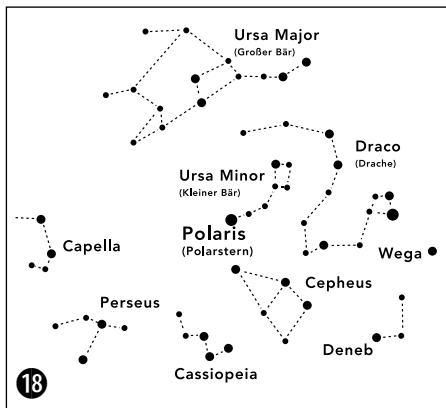 Ursa Major
(Großer Bär)
Draco
(Drache)
Ursa Minor
(Kleiner Bär)
Polaris
(Polarstern)
Capella
Wega
Cepheus
Perseus
Cassiopeia
Deneb
18